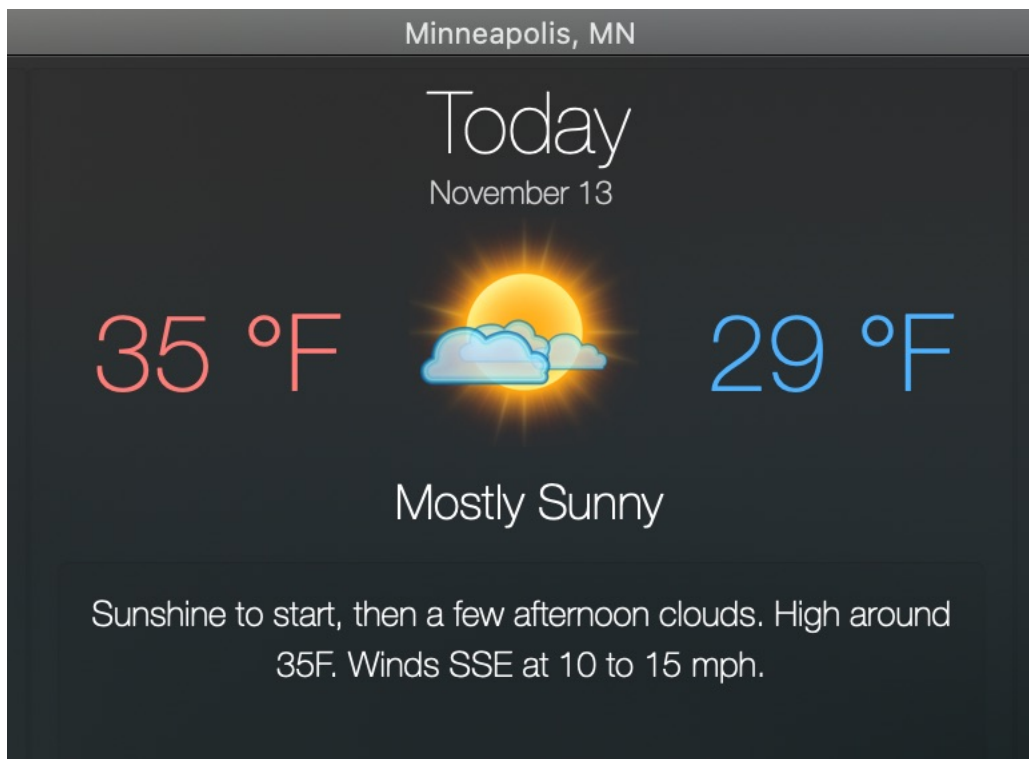 Minneapolis, MN
Today
November 13
35 °F
29 °F
Mostly Sunny
Sunshine to start, then a few afternoon clouds. High around
35F. Winds SSE at 10 to 15 mph.